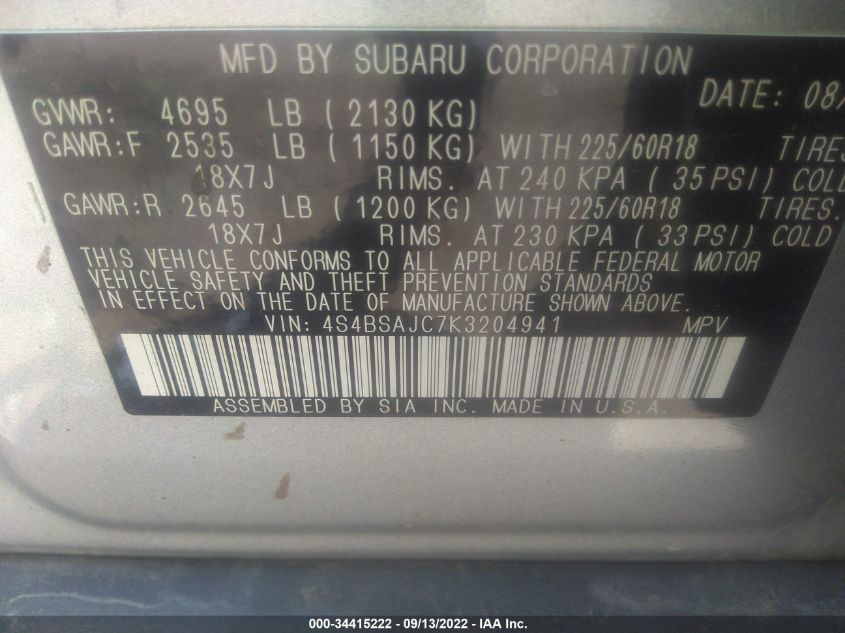 MFD BY SUBARU CORPORATION
DATE: 08/
GVWR: 4695 LB ( 2130 KG)
GAWR:F 2535 LB ( 1150 KG) WITH 225/60R18 TIRES
18X7J RIMS. AT 240 KPA ( 35 PSI) COLD
GAWR:R 2645 LB ( 1200 KG) WITH 225/60R18 TIRES.
18X7J RIMS. AT 230 KPA ( 33 PSI) COLD
THIS VEHICLE CONFORMS TO ALL APPLICABLE FEDERAL MOTOR
VEHICLE SAFETY AND THEFT PREVENTION STANDARDS
IN EFFECT ON THE DATE OF MANUFACTURE SHOWN ABOVE.
VIN: 4S4BSAJC7K3204941 MPV
ASSEMBLED BY SIA INC. MADE IN U.S.A.
000-34415222 - 09/13/2022 - IAA Inc.